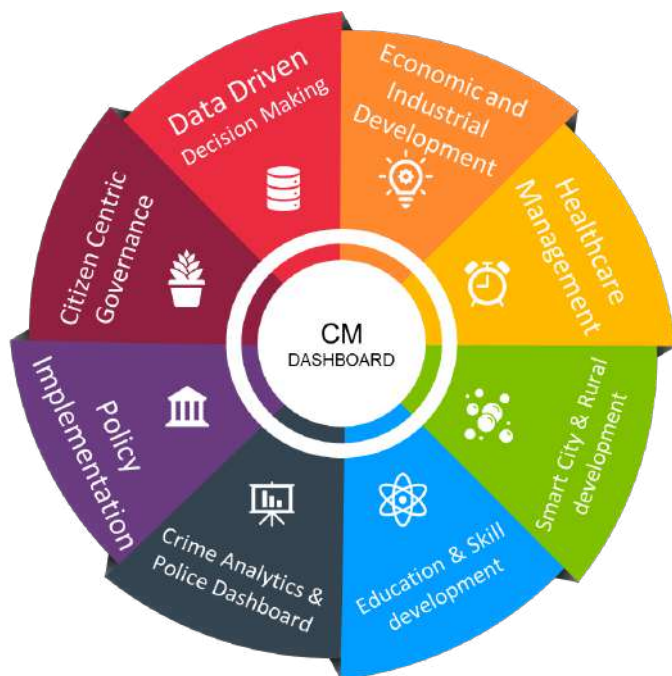 Data Driven
Decision Making
Economic and
Industrial
Development
Healthcare
Management
Smart City & Rural
development
Education & Skill
development
Crime Analytics &
Police Dashboard
Policy
Implementation
Citizen Centric
Governance
CM
DASHBOARD